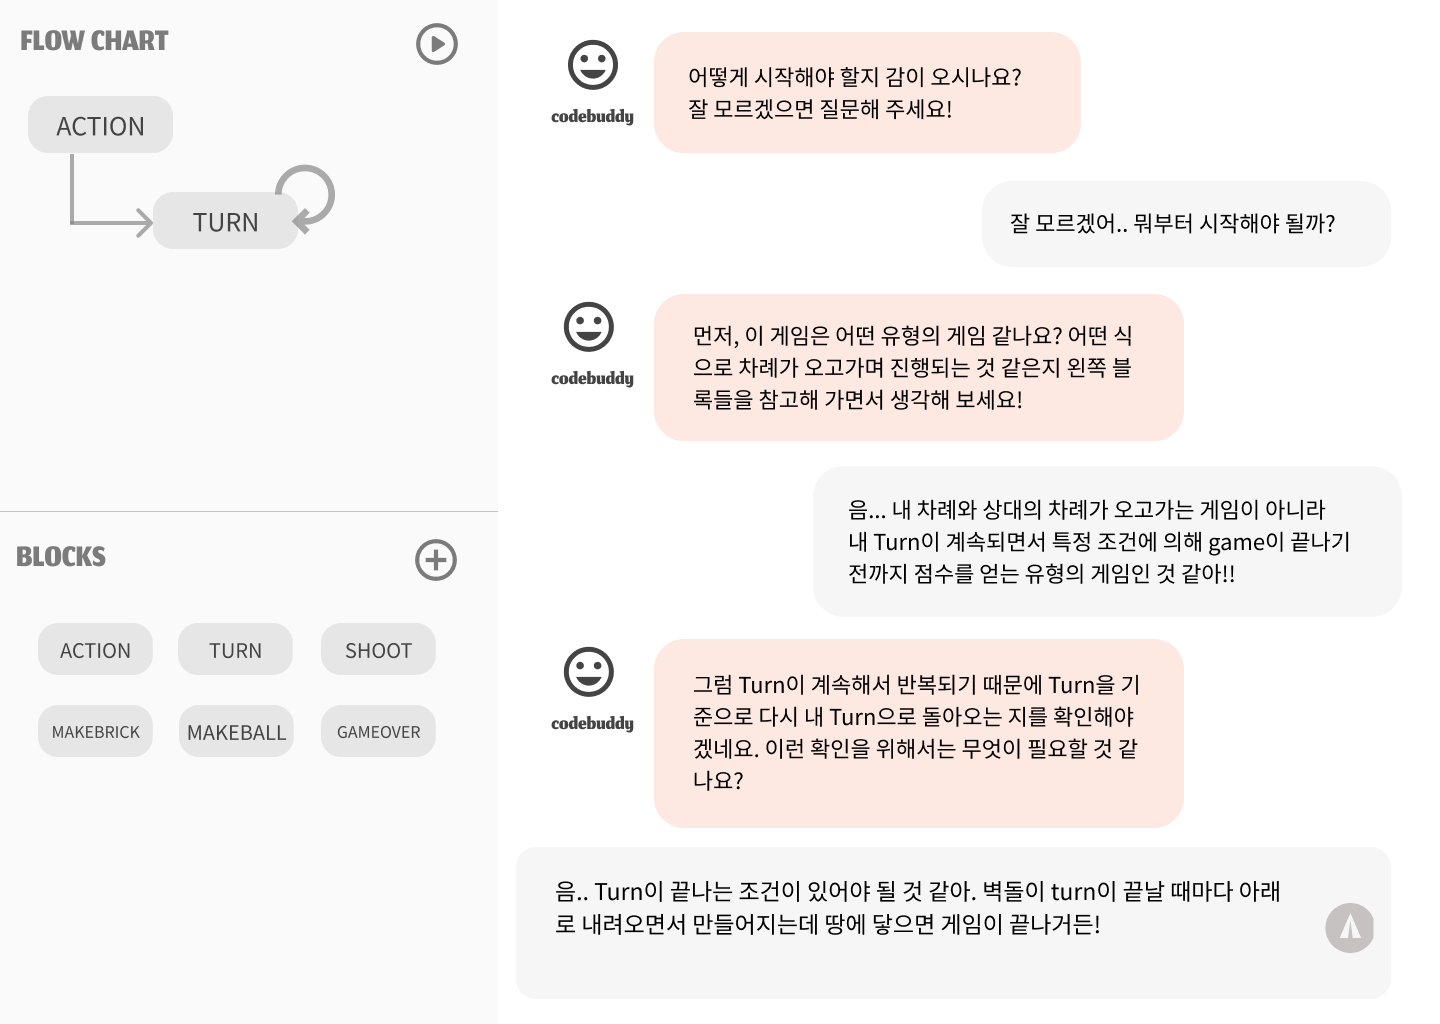 FLOW CHART
ACTION
TURN
BLOCKS
ACTION
TURN
SHOOT
MAKEBRICK
MAKEBALL
GAMEOVER
codebuddy
어떻게 시작해야 할지 감이 오시나요?
잘 모르겠으면 질문해 주세요!
잘 모르겠어.. 뭐부터 시작해야 될까?
codebuddy
먼저, 이 게임은 어떤 유형의 게임 같나요? 어떤 식
으로 차례가 오고가며 진행되는 것 같은지 왼쪽 블
록들을 참고해 가면서 생각해 보세요!
음... 내 차례와 상대의 차례가 오고가는 게임이 아니라
내 Turn이 계속되면서 특정 조건에 의해 game이 끝나기
전까지 점수를 얻는 유형의 게임인 것 같아!!
codebuddy
그럼 Turn이 계속해서 반복되기 때문에 Turn을 기
준으로 다시 내 Turn으로 돌아오는 지를 확인해야
겠네요. 이런 확인을 위해서는 무엇이 필요할 것 같
나요?
음.. Turn이 끝나는 조건이 있어야 될 것 같아. 벽돌이 turn이 끝날 때마다 아래
로 내려오면서 만들어지는데 땅에 닿으면 게임이 끝나거든!